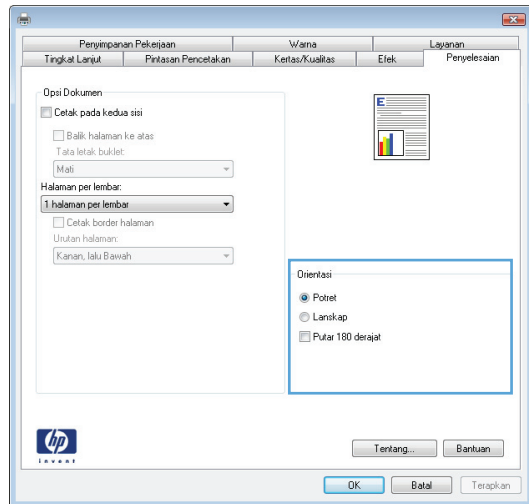 Penyimpanan Pekerjaan Warna Layanan
Tingkat Lanjut Pintasan Pencetakan Kertas/Kualitas Efek Penyelesaian
Opsi Dokumen
Cetak pada kedua sisi
Balik halaman ke atas
Tata letak buklet:
Mati
Halaman per lembar:
1 halaman per lembar
Cetak border halaman
Urutan halaman:
Kanan, lalu Bawah
E
Orientasi
Potret
Lanskap
Putar 180 derajat
hp
invent
Tentang... Bantuan
OK Batal Terapkan